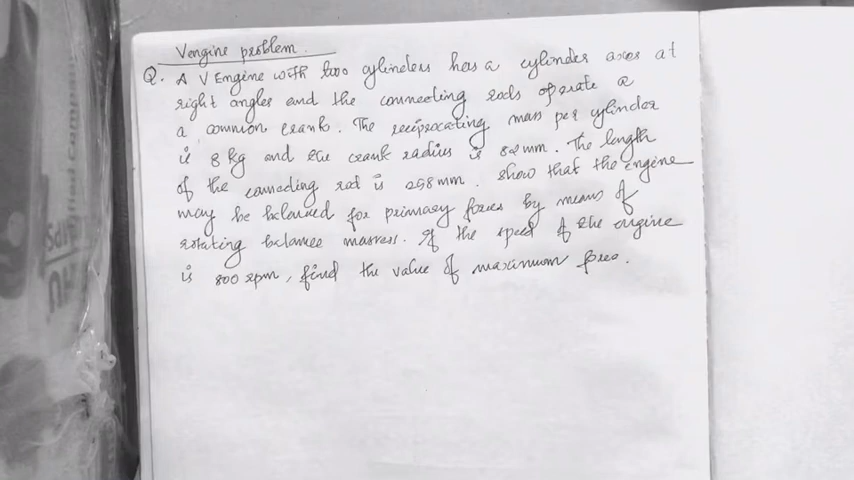 Vengine problem.
Q. A V Engine with two cylinders has a cylinder axes at
right angles and the connecting rods operate a
a common crank. The reciprocating mass per cylinder
is 8 kg and the crank radius is 82 mm. The length
of the connecting rod is 258 mm. show that the engine
may be balanced for primary forces by means of
rotating balance masses. If the speed of the engine
is 800 rpm, find the value of maximum force.